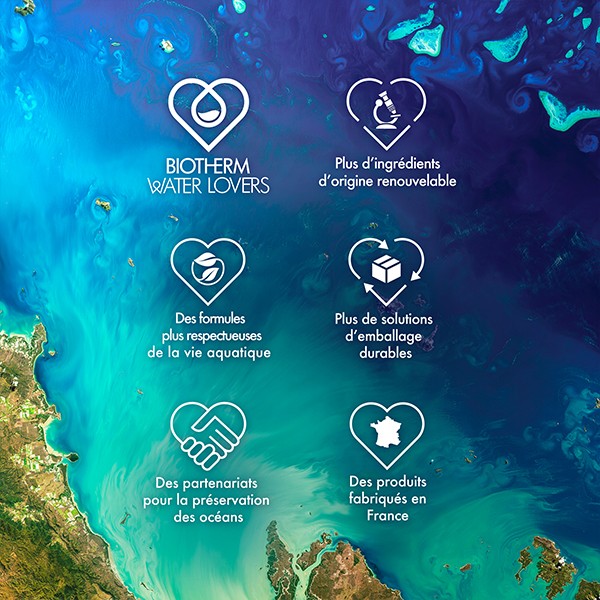 BIOTHERM
WATER LOVERS
Plus d'ingrédients
d'origine renouvelable
Des formules
plus respectueuses
de la vie aquatique
Plus de solutions
d'emballage
durables
Des partenariats
pour la préservation
des océans
Des produits
fabriqués en
France